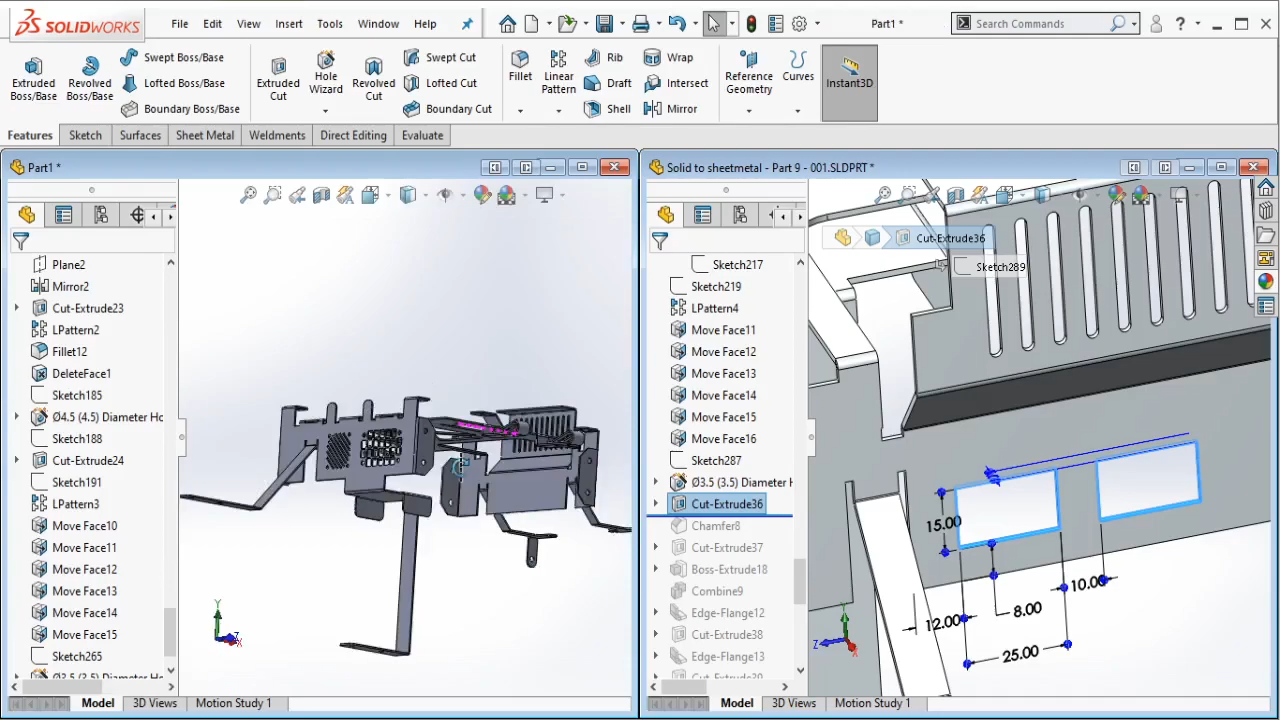 SOLIDWORKS
File Edit View Insert Tools Window Help
Part1 *
Search Commands
Extruded Boss/Base
Revolved Boss/Base
Swept Boss/Base
Lofted Boss/Base
Boundary Boss/Base
Extruded Cut
Hole Wizard
Revolved Cut
Swept Cut
Lofted Cut
Boundary Cut
Fillet
Linear Pattern
Rib
Draft
Shell
Wrap
Intersect
Mirror
Reference Geometry
Curves
Instant3D
Features Sketch Surfaces Sheet Metal Weldments Direct Editing Evaluate
Part1 *
Plane2
Mirror2
Cut-Extrude23
LPattern2
Fillet12
DeleteFace1
Sketch185
Ø4.5 (4.5) Diameter Ho
Sketch188
Cut-Extrude24
Sketch191
LPattern3
Move Face10
Move Face11
Move Face12
Move Face13
Move Face14
Move Face15
Sketch265
Y
Z
X
Model 3D Views Motion Study 1
Solid to sheetmetal - Part 9 - 001.SLDPRT *
Sketch217
Sketch219
LPattern4
Move Face11
Move Face12
Move Face13
Move Face14
Move Face15
Move Face16
Sketch287
Ø3.5 (3.5) Diameter H
Cut-Extrude36
Chamfer8
Cut-Extrude37
Boss-Extrude18
Combine9
Edge-Flange12
Cut-Extrude38
Edge-Flange13
Cut-Extrude36
Sketch289
15.00
10.00
8.00
12.00
25.00
Y
Z
X
Model 3D Views Motion Study 1